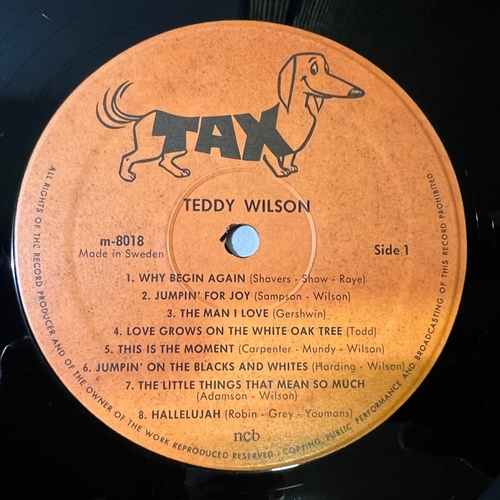 TAX
TEDDY WILSON
m-8018
Made in Sweden
Side 1
1. WHY BEGIN AGAIN (Shavers - Show - Raye)
2. JUMPIN' FOR JOY (Sampson - Wilson)
3. THE MAN I LOVE (Gershwin)
4. LOVE GROWS ON THE WHITE OAK TREE (Todd)
5. THIS IS THE MOMENT (Carpenter - Mundy - Wilson)
6. JUMPIN' ON THE BLACKS AND WHITES (Harding - Wilson)
7. THE LITTLE THINGS THAT MEAN SO MUCH
(Adamson - Wilson)
8. HALLELUJAH (Robin - Grey - Youmans)
ncb
ALL RIGHTS OF THE RECORD PRODUCER AND OF THE OWNER OF THE WORK REPRODUCED RESERVED - COPYING, PUBLIC PERFORMANCE AND BROADCASTING OF THIS RECORD PROHIBITED